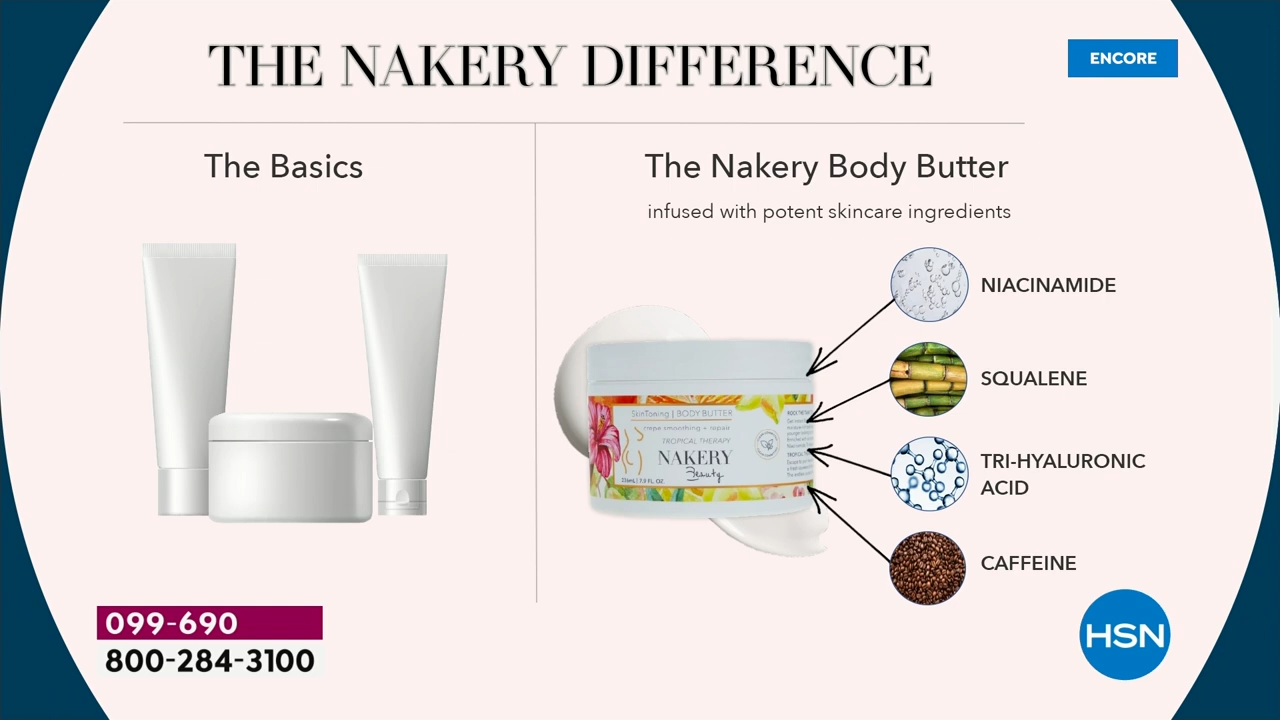 THE NAKERY DIFFERENCE
ENCORE
The Basics
The Nakery Body Butter
infused with potent skincare ingredients
NIACINAMIDE
SQUALENE
TRI-HYALURONIC
ACID
CAFFEINE
SkinToning | BODY BUTTER
crepe smoothing + repair
TROPICAL THERAPY
NAKERY
Beauty
099-690
800-284-3100
HSN